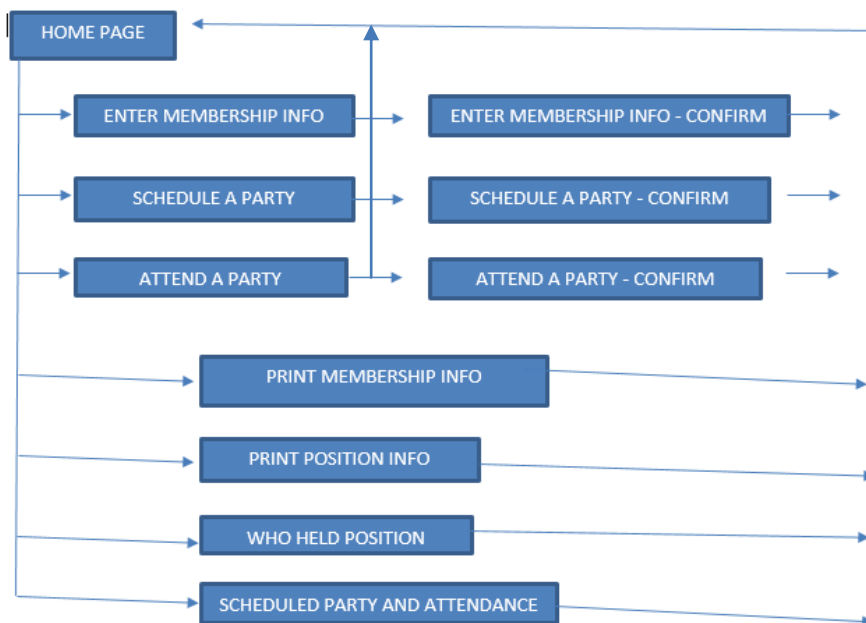 HOME PAGE
ENTER MEMBERSHIP INFO
ENTER MEMBERSHIP INFO - CONFIRM
SCHEDULE A PARTY
SCHEDULE A PARTY - CONFIRM
ATTEND A PARTY
ATTEND A PARTY - CONFIRM
PRINT MEMBERSHIP INFO
PRINT POSITION INFO
WHO HELD POSITION
SCHEDULED PARTY AND ATTENDANCE